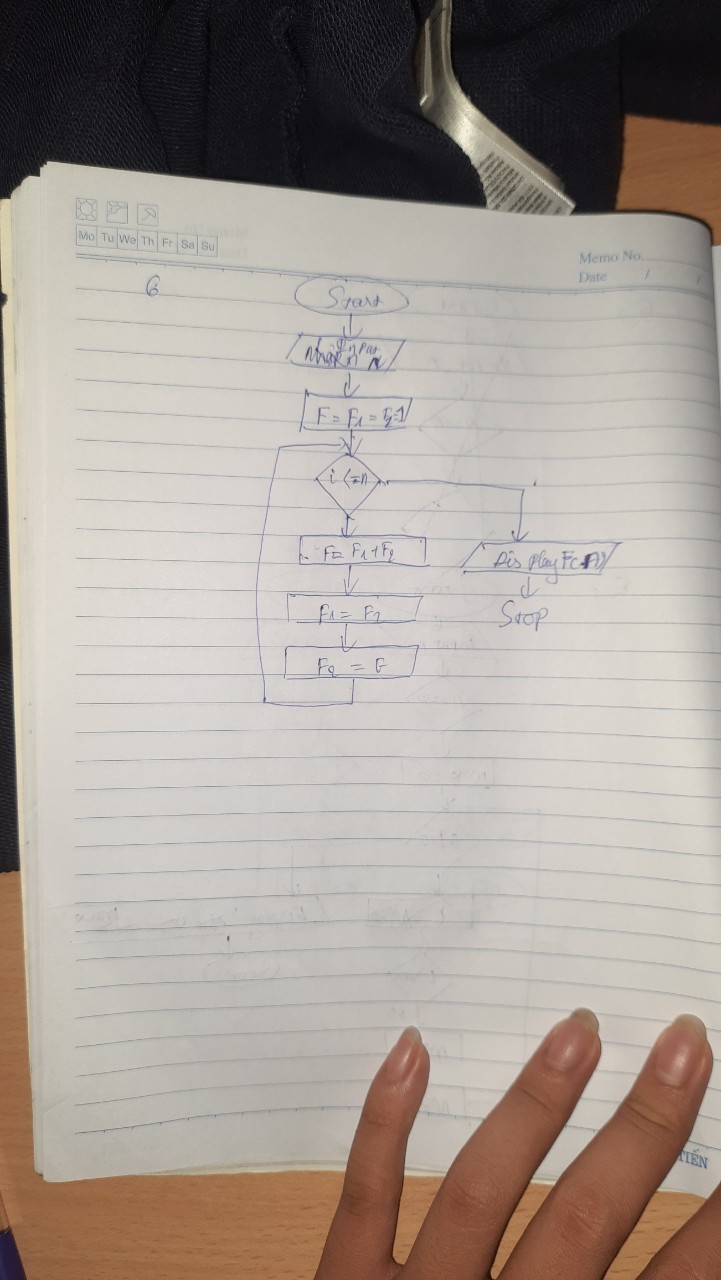 Mo Tu We Th Fr Sa Su
Memo No.
Date / /
6
Start
Input n
F = F1 = F2 = 1
i <= n
F = F1 + F2
Display F
F1 = F2
Stop
F2 = F
TIẾN